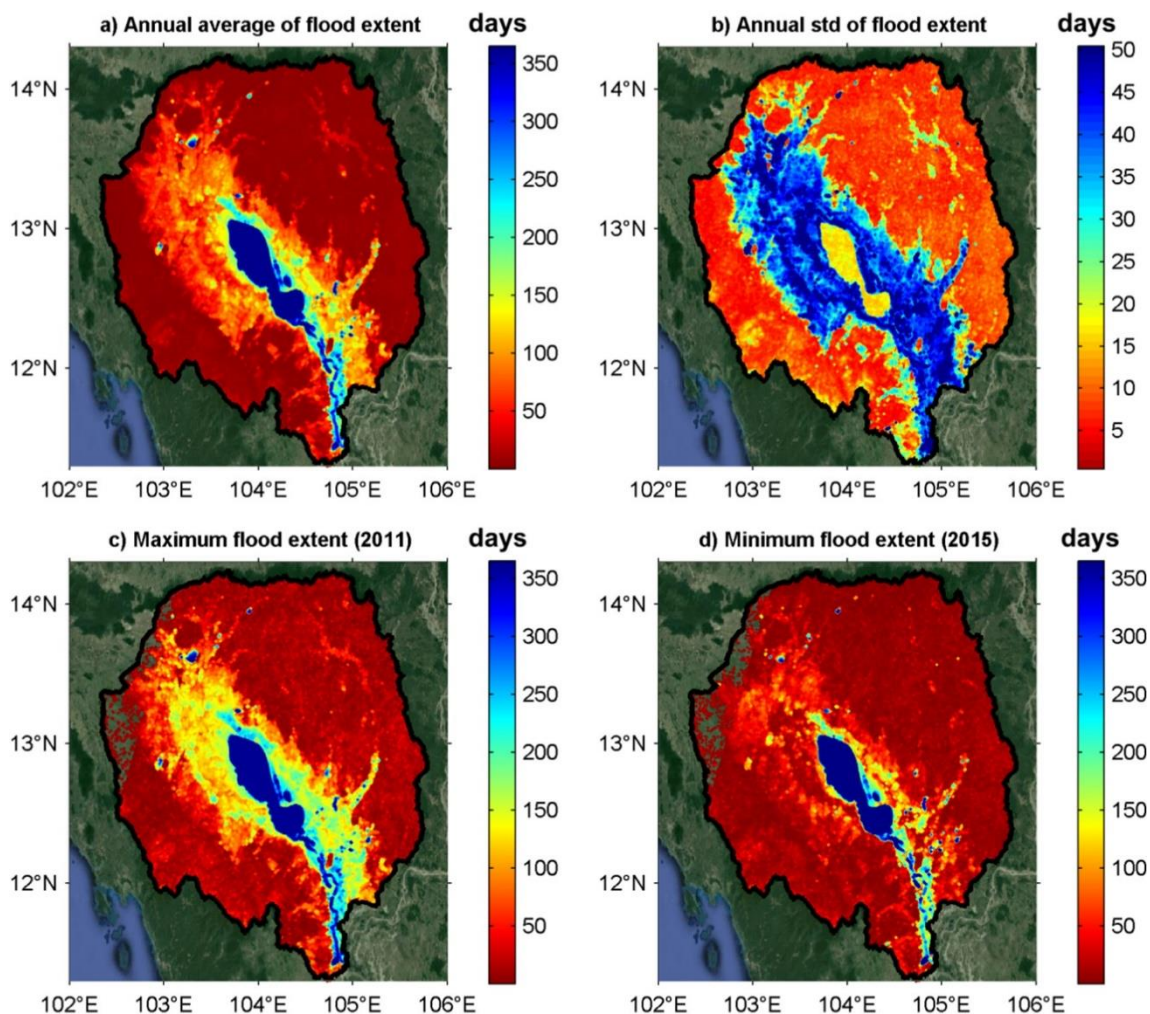 a) Annual average of flood extent
days
b) Annual std of flood extent
days
14°N
13°N
12°N
102°E 103°E 104°E 105°E 106°E
350
300
250
200
150
100
50
14°N
13°N
12°N
102°E 103°E 104°E 105°E 106°E
50
45
40
35
30
25
20
15
10
5
c) Maximum flood extent (2011)
days
d) Minimum flood extent (2015)
days
14°N
13°N
12°N
102°E 103°E 104°E 105°E 106°E
350
300
250
200
150
100
50
14°N
13°N
12°N
102°E 103°E 104°E 105°E 106°E
350
300
250
200
150
100
50